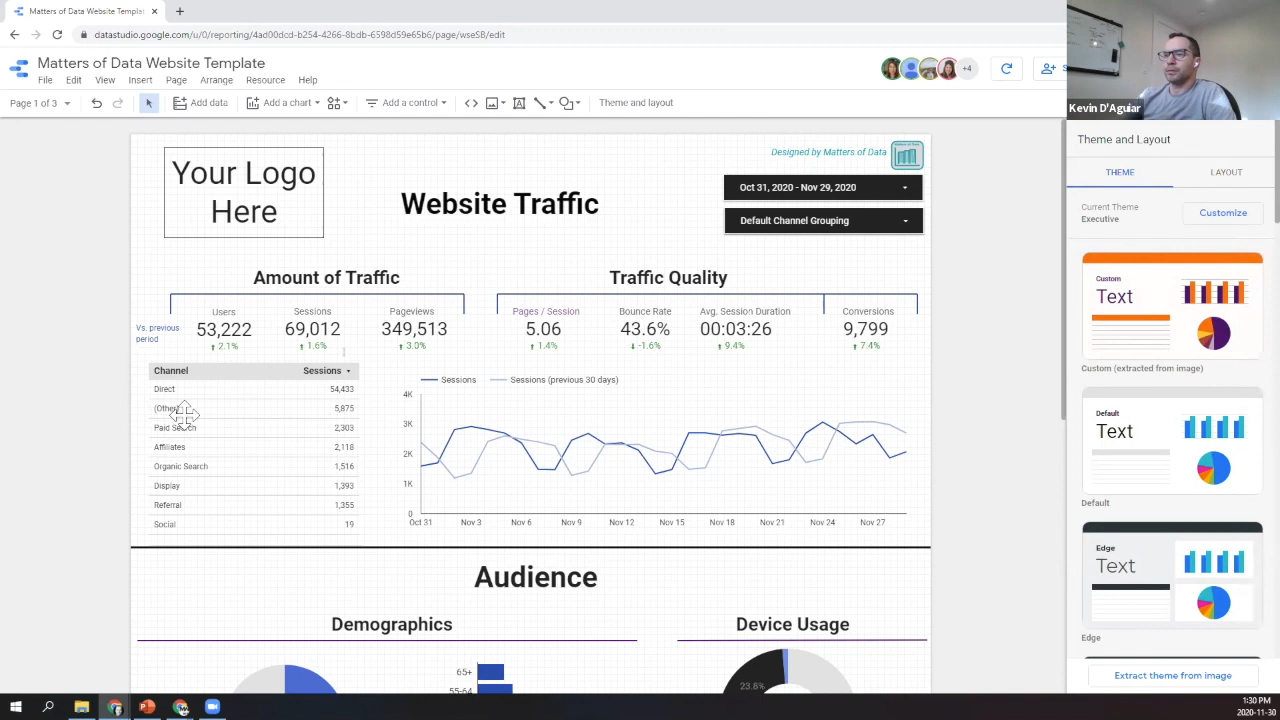 Matters of Data Website Templat
datastudio.google.com/u/0/reporting/4ad00dcd-b254-4266-8bdb-6598d59e65b6/page/wseSB/edit
Matters of Data Website Template
File Edit View Insert Page Arrange Resource Help
+4
Page 1 of 3
Add data
Add a chart
Add a control
Theme and layout
Kevin D'Aguiar
Your Logo
Here
Website Traffic
Designed by Matters of Data
Oct 31, 2020 - Nov 29, 2020
Default Channel Grouping
Amount of Traffic
Traffic Quality
Vs. previous
period
Users
53,222
2.1%
Sessions
69,012
1.6%
Pageviews
349,513
3.0%
Pages / Session
5.06
1.4%
Bounce Rate
43.6%
-1.6%
Avg. Session Duration
00:03:26
9.4%
Conversions
9,799
7.4%
Channel Sessions
Direct 54,433
(Other) 5,875
Paid Search 2,303
Affiliates 2,118
Organic Search 1,516
Display 1,393
Referral 1,355
Social 19
Sessions Sessions (previous 30 days)
4K
3K
2K
1K
0
Oct 31 Nov 3 Nov 6 Nov 9 Nov 12 Nov 15 Nov 18 Nov 21 Nov 24 Nov 27
Audience
Demographics
Device Usage
65+
55-64
23.8%
Theme and Layout
THEME LAYOUT
Current Theme
Executive
Customize
Custom
Text
Custom (extracted from image)
Default
Text
Default
Edge
Text
Edge
Extract theme from image
1:30 PM
2020-11-30